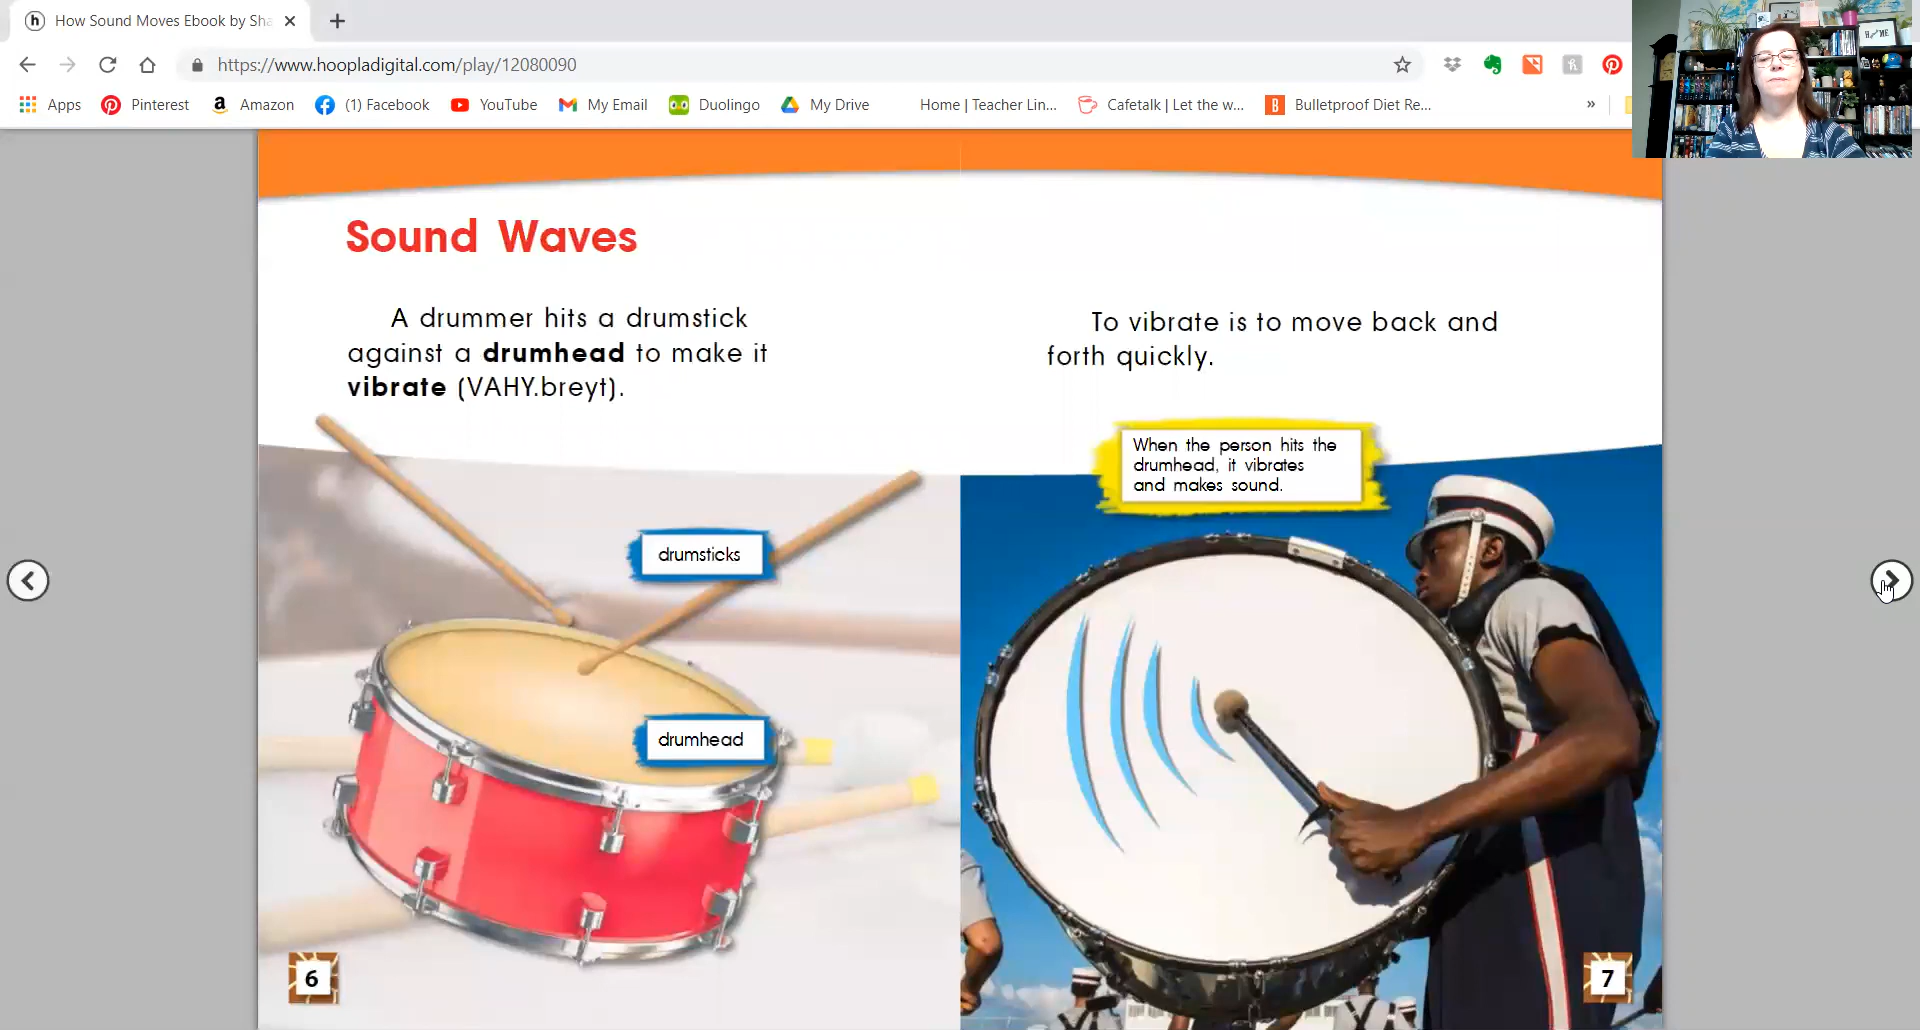 How Sound Moves Ebook by Sha
https://www.hoopladigital.com/play/12080090
Apps Pinterest Amazon (1) Facebook YouTube My Email Duolingo My Drive Home | Teacher Lin... Cafetalk | Let the w... Bulletproof Diet Re... »
Sound Waves
A drummer hits a drumstick
against a drumhead to make it
vibrate (VAHY.breyt).
drumsticks
drumhead
6
To vibrate is to move back and
forth quickly.
When the person hits the
drumhead, it vibrates
and makes sound.
7